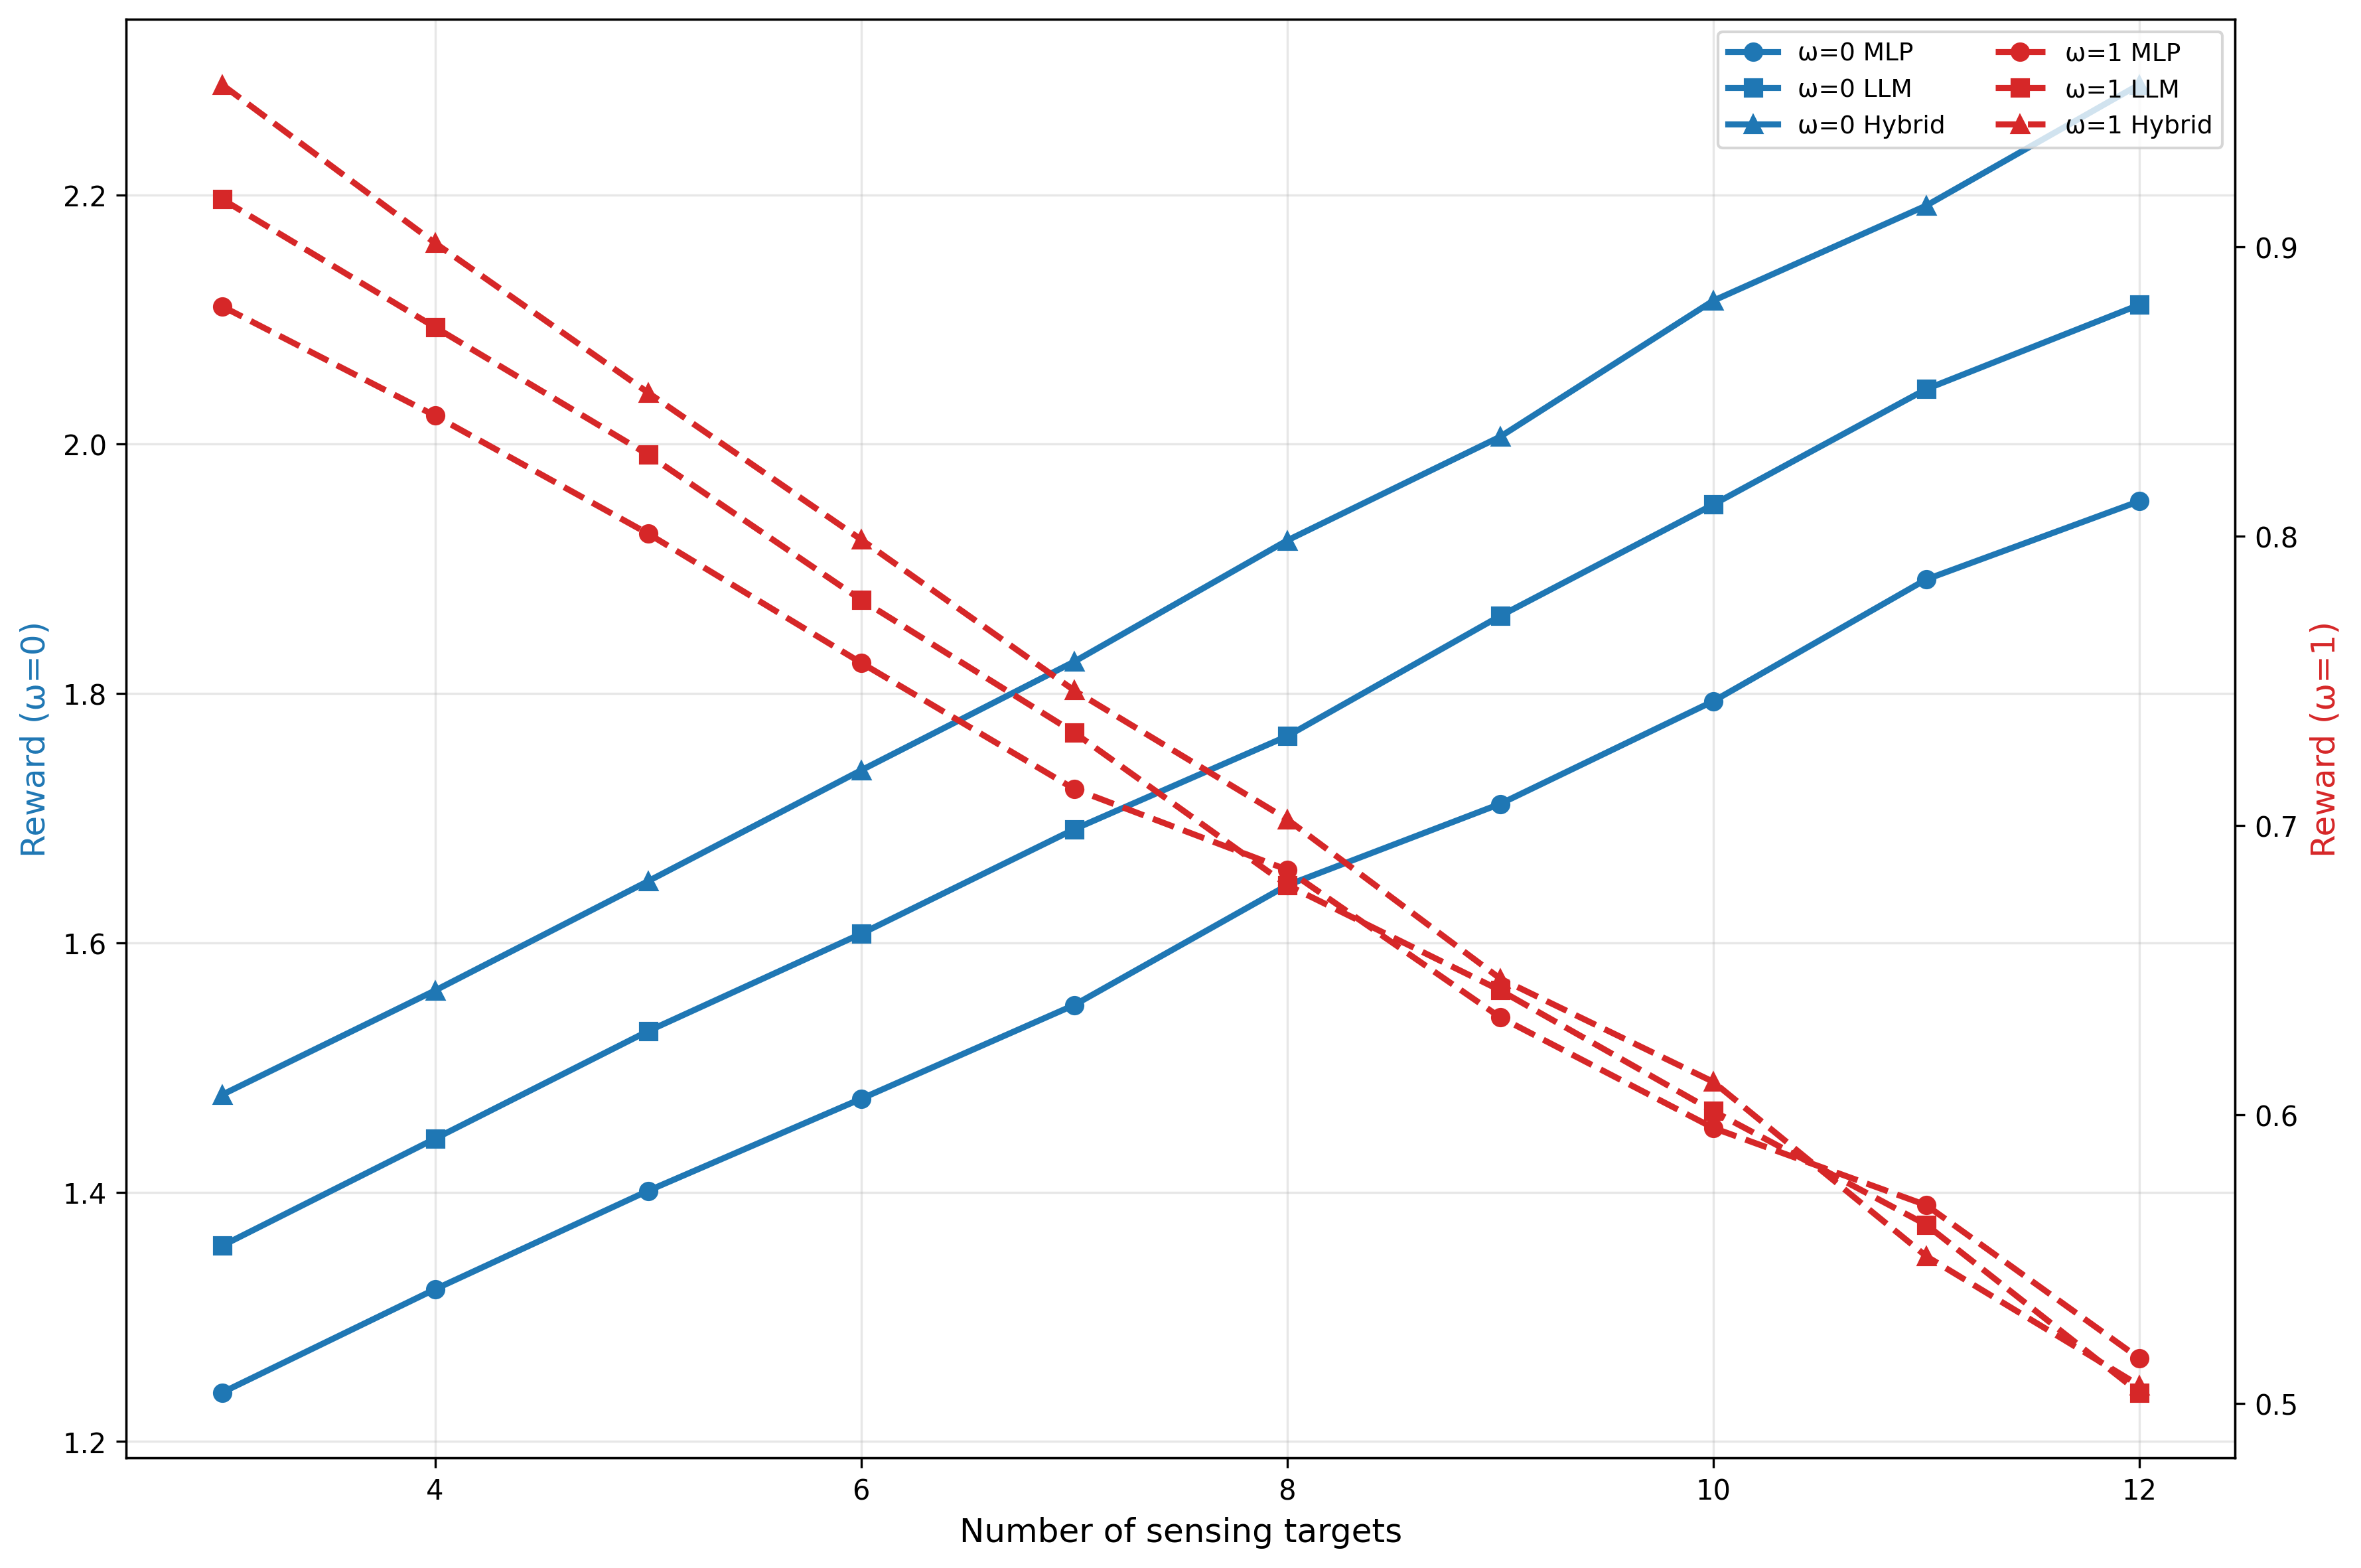 ω=0 MLP
ω=0 LLM
ω=0 Hybrid
ω=1 MLP
ω=1 LLM
ω=1 Hybrid
Reward (ω=0)
2.2
2.0
1.8
1.6
1.4
1.2
0.9
0.8
0.7
0.6
0.5
Reward (ω=1)
4
6
8
10
12
Number of sensing targets